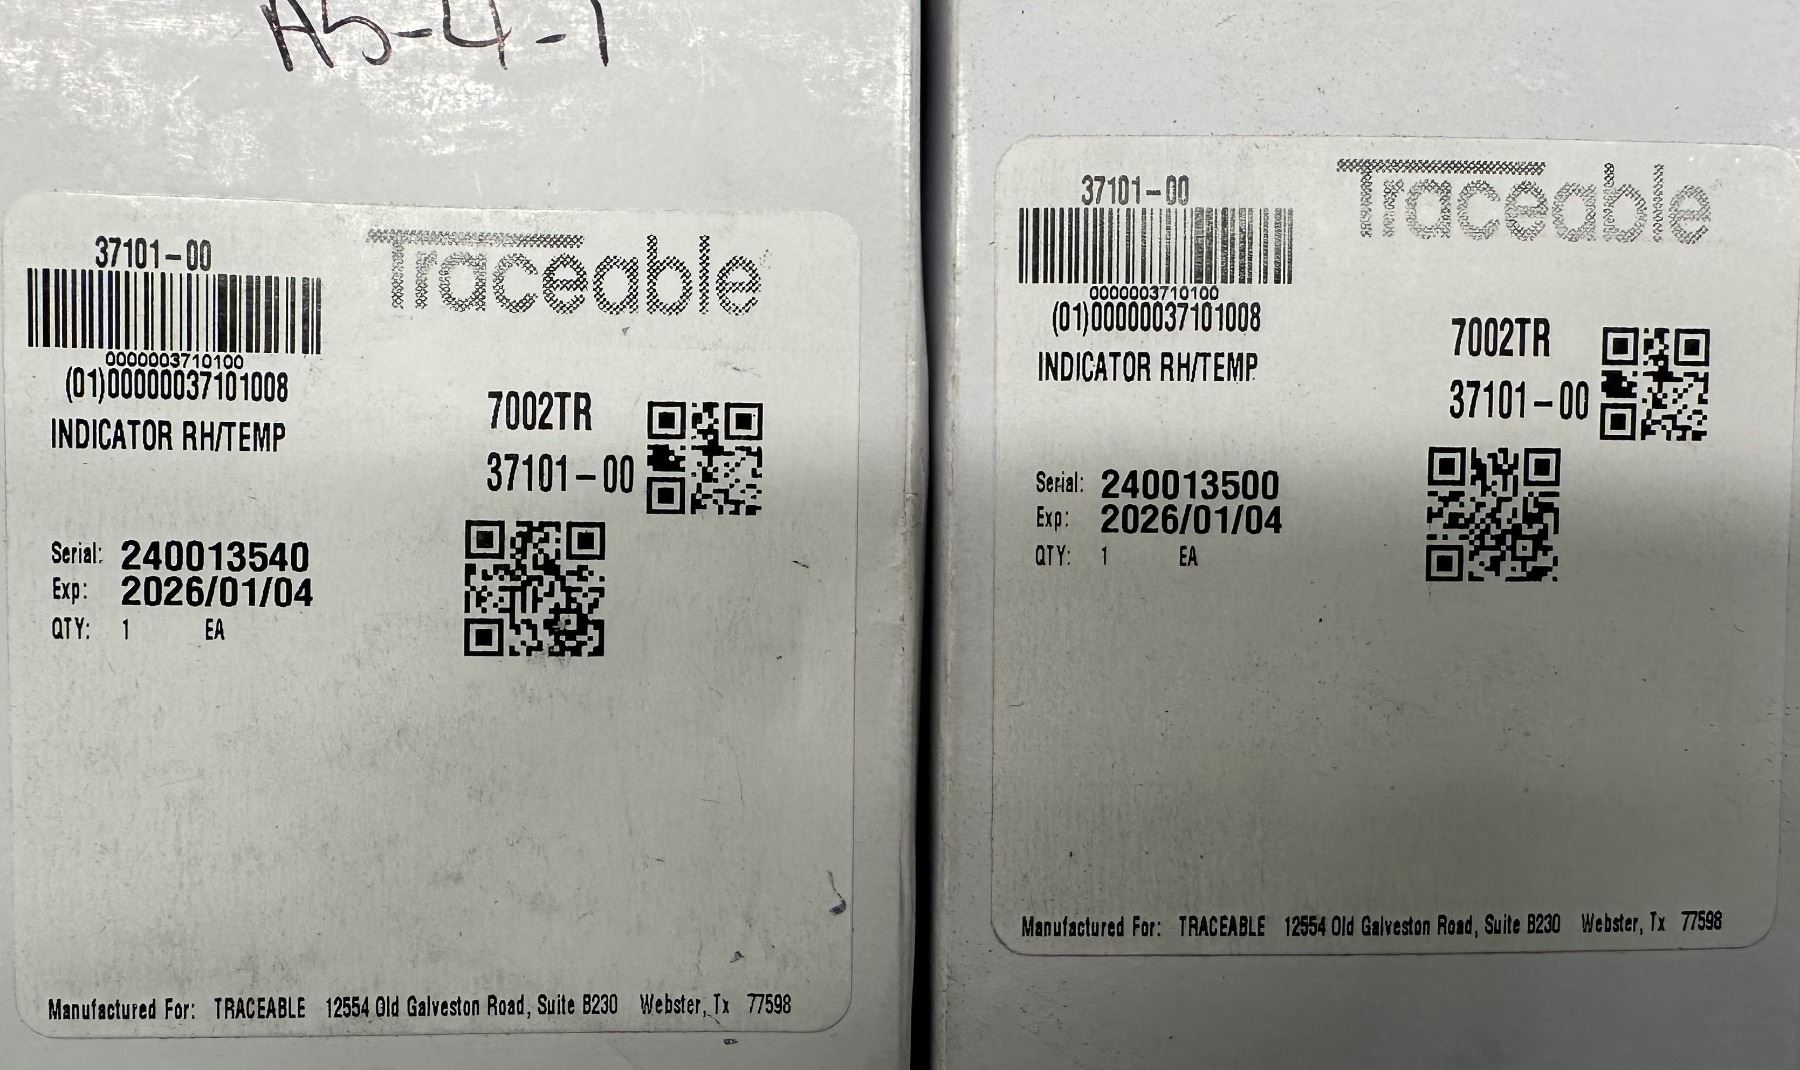 A5-4-1
37101-00
Traceable
0000003710100
(01)00000037101008
INDICATOR RH/TEMP
7002TR
37101-00
Serial: 240013540
Exp: 2026/01/04
QTY: 1 EA
Manufactured For: TRACEABLE 12554 Old Galveston Road, Suite B230 Webster, Tx 77598
37101-00
Traceable
0000003710100
(01)00000037101008
INDICATOR RH/TEMP
7002TR
37101-00
Serial: 240013500
Exp: 2026/01/04
QTY: 1 EA
Manufactured For: TRACEABLE 12554 Old Galveston Road, Suite B230 Webster, Tx 77598